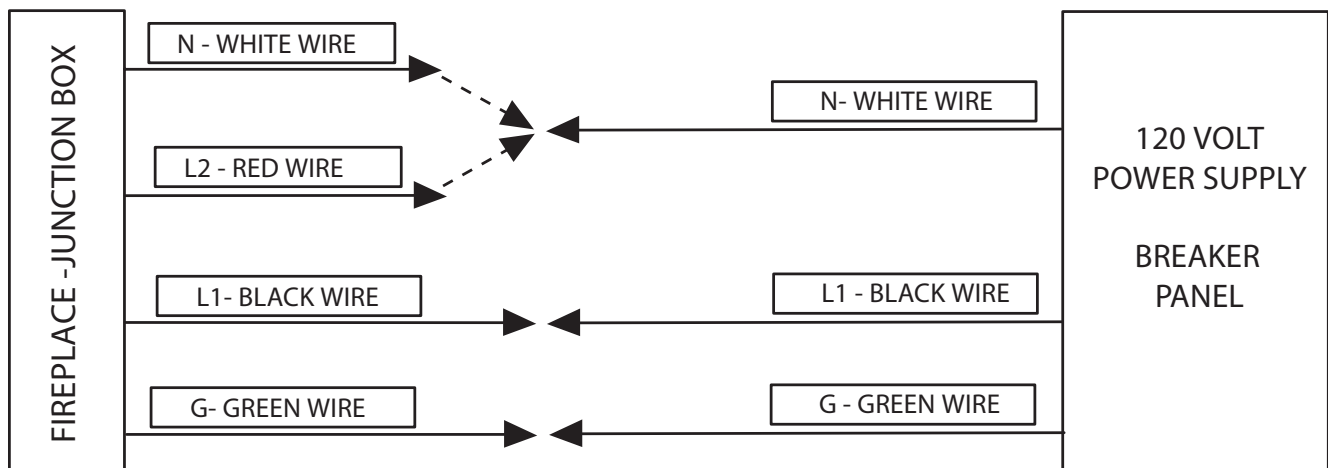 FIREPLACE -JUNCTION BOX
N - WHITE WIRE
L2 - RED WIRE
L1- BLACK WIRE
G- GREEN WIRE
N- WHITE WIRE
L1 - BLACK WIRE
G - GREEN WIRE
120 VOLT
POWER SUPPLY
BREAKER
PANEL